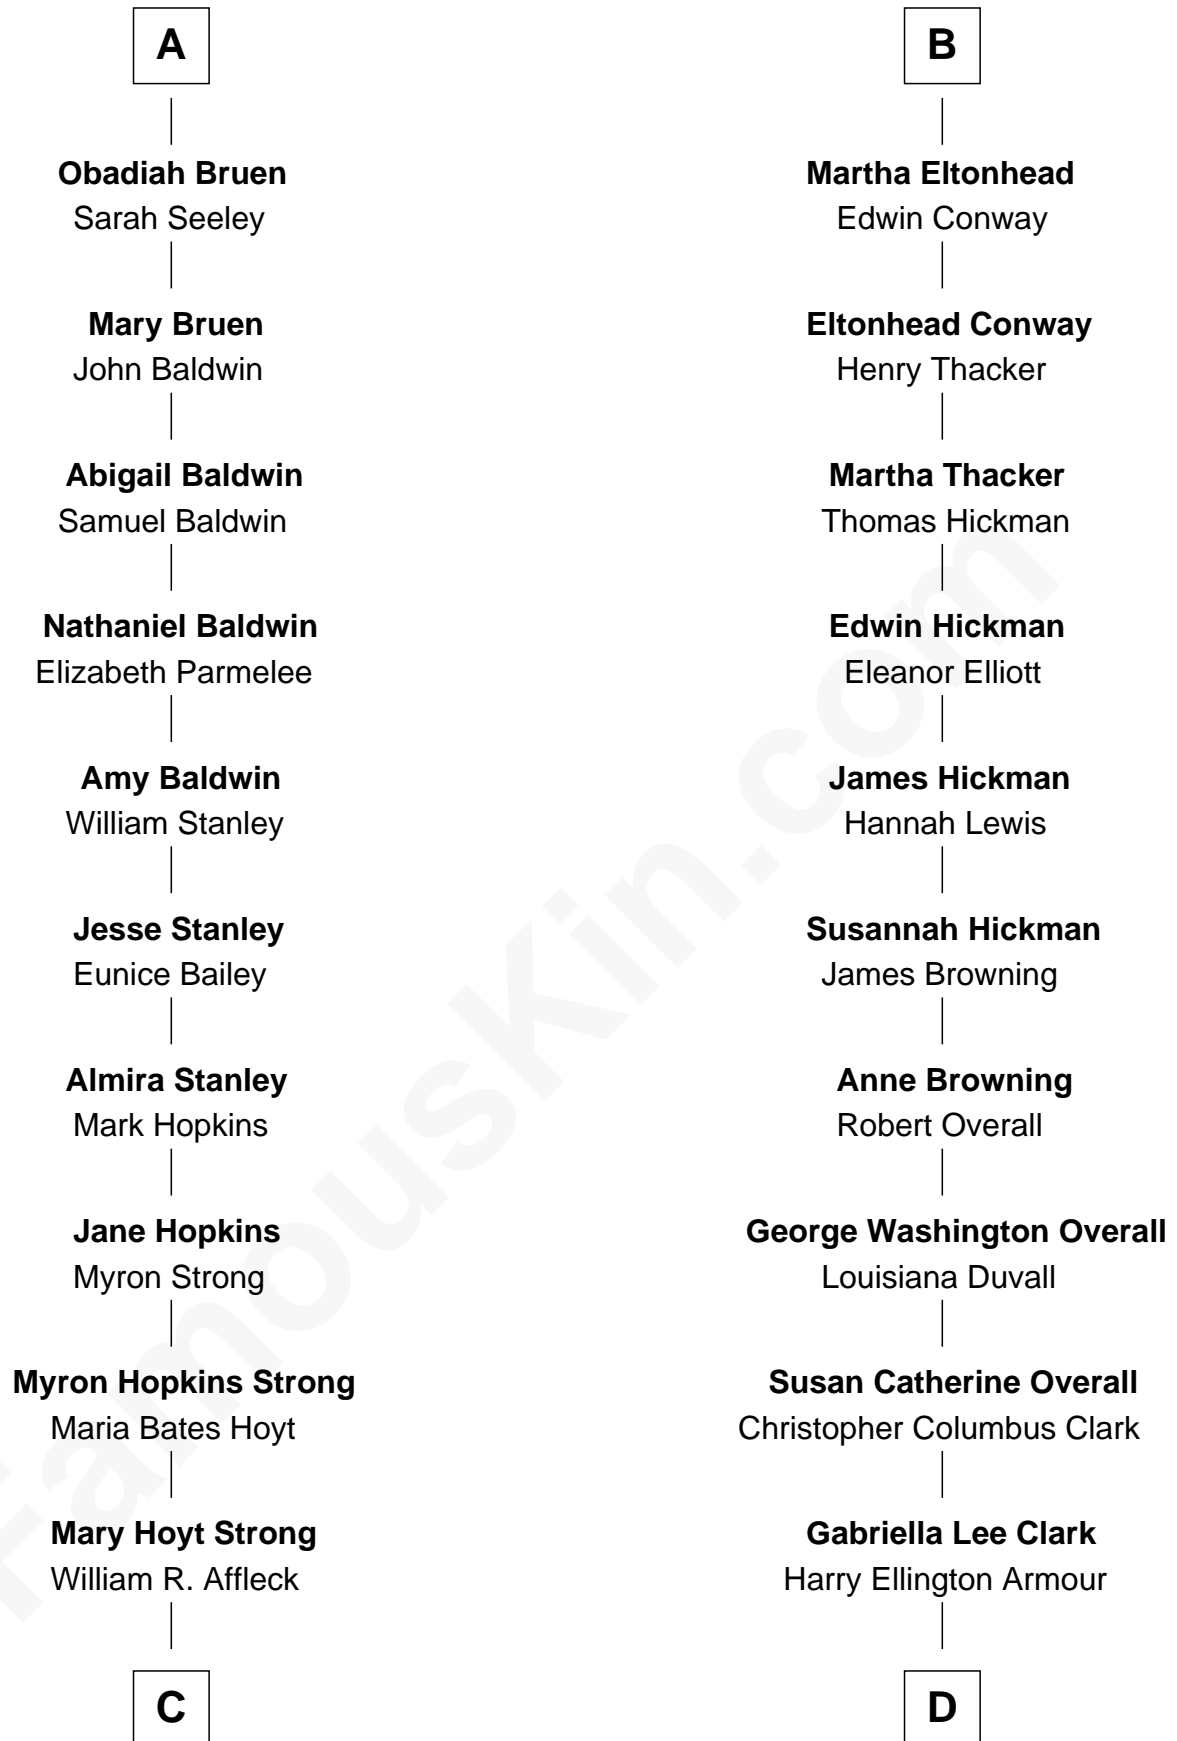 A
Obadiah Bruen
Sarah Seeley
Mary Bruen
John Baldwin
Abigail Baldwin
Samuel Baldwin
Nathaniel Baldwin
Elizabeth Parmelee
Amy Baldwin
William Stanley
Jesse Stanley
Eunice Bailey
Almira Stanley
Mark Hopkins
Jane Hopkins
Myron Strong
Myron Hopkins Strong
Maria Bates Hoyt
Mary Hoyt Strong
William R. Affleck
C
B
Martha Eltonhead
Edwin Conway
Eltonhead Conway
Henry Thacker
Martha Thacker
Thomas Hickman
Edwin Hickman
Eleanor Elliott
James Hickman
Hannah Lewis
Susannah Hickman
James Browning
Anne Browning
Robert Overall
George Washington Overall
Louisiana Duvall
Susan Catherine Overall
Christopher Columbus Clark
Gabriella Lee Clark
Harry Ellington Armour
D
FamousKin.com